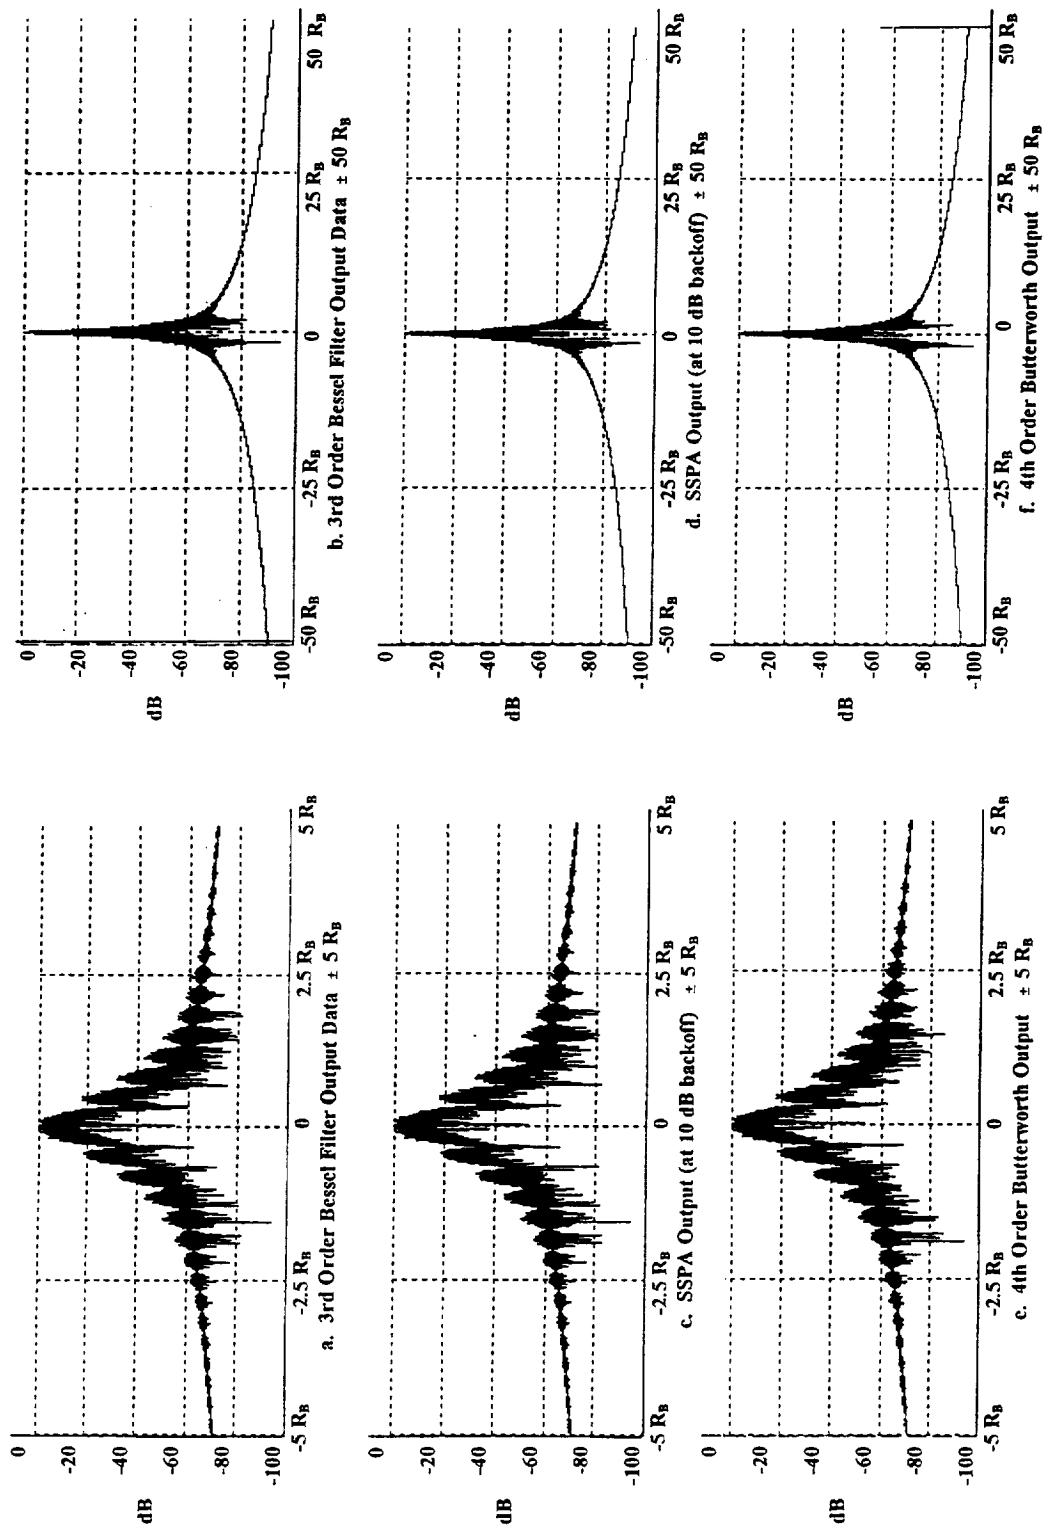 dB
0
-20
-40
-60
-80
-100
-5 R_B
-2.5 R_B
0
2.5 R_B
5 R_B
a. 3rd Order Bessel Filter Output Data ± 5 R_B
dB
0
-20
-40
-60
-80
-100
-50 R_B
-25 R_B
0
25 R_B
50 R_B
b. 3rd Order Bessel Filter Output Data ± 50 R_B
dB
0
-20
-40
-60
-80
-100
-5 R_B
-2.5 R_B
0
2.5 R_B
5 R_B
c. SSPA Output (at 10 dB backoff) ± 5 R_B
dB
0
-20
-40
-60
-80
-100
-50 R_B
-25 R_B
0
25 R_B
50 R_B
d. SSPA Output (at 10 dB backoff) ± 50 R_B
dB
0
-20
-40
-60
-80
-100
-5 R_B
-2.5 R_B
0
2.5 R_B
5 R_B
e. 4th Order Butterworth Output ± 5 R_B
dB
0
-20
-40
-60
-80
-100
-50 R_B
-25 R_B
0
25 R_B
50 R_B
f. 4th Order Butterworth Output ± 50 R_B